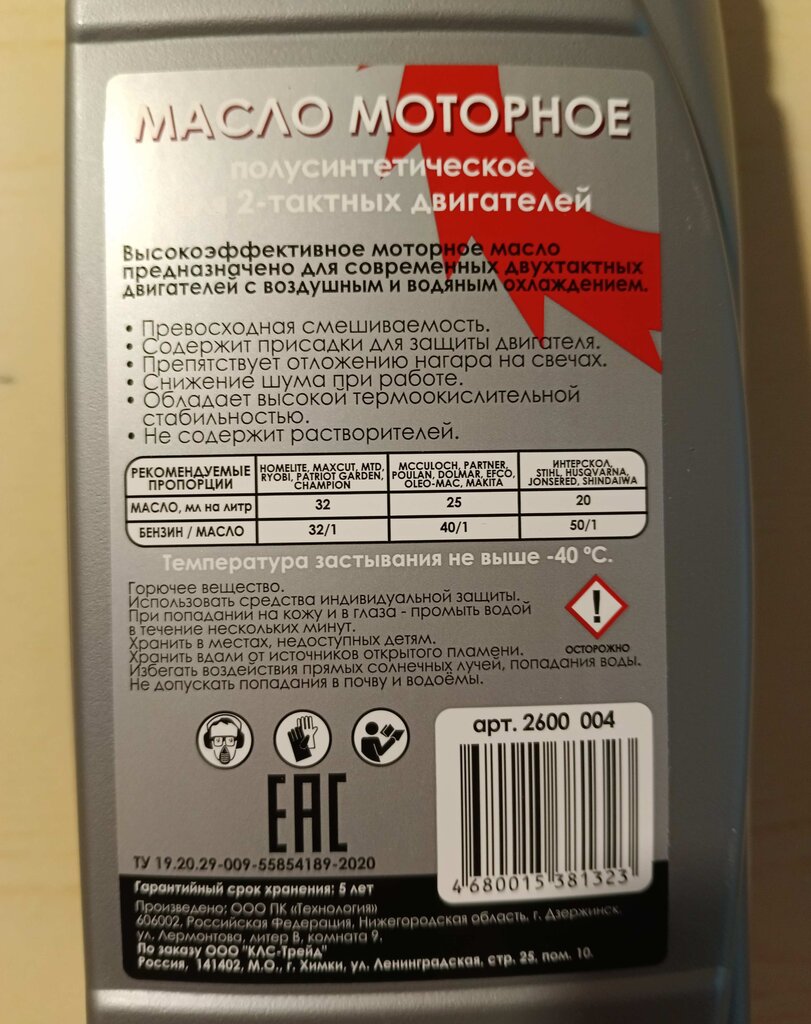 МАСЛО МОТОРНОЕ
полусинтетическое
2-тактных двигателей
Высокоэффективное моторное масло
предназначено для современных двухтактных
двигателей с воздушным и водяным охлаждением.
• Превосходная смешиваемость.
• Содержит присадки для защиты двигателя.
• Препятствует отложению нагара на свечах.
• Снижение шума при работе.
• Обладает высокой термоокислительной
стабильностью.
• Не содержит растворителей.
РЕКОМЕНДУЕМЫЕ ПРОПОРЦИИ
HOMELITE, MAXCUT, MTD,
RYOBI, PATRIOT GARDEN,
CHAMPION
MCCULOCH, PARTNER,
POULAN, DOLMAR, EFCO,
OLEO-MAC, MAKITA
ИНТЕРСКОЛ,
STIHL, HUSQVARNA,
JONSERED, SHINDAIWA
МАСЛО, мл на литр 32 25 20
БЕНЗИН / МАСЛО 32/1 40/1 50/1
Температура застывания не выше -40 °C.
Горючее вещество.
Использовать средства индивидуальной защиты.
При попадании на кожу и в глаза - промыть водой
в течение нескольких минут.
Хранить в местах, недоступных детям.
Хранить вдали от источников открытого пламени.
Избегать воздействия прямых солнечных лучей, попадания воды.
Не допускать попадания в почву и водоёмы.
ОСТОРОЖНО
арт. 2600 004
EAC
4 680015 381323
ТУ 19.20.29-009-55854189-2020
Гарантийный срок хранения: 5 лет
Произведено: ООО ПК «Технология»
606002, Российская Федерация, Нижегородская область, г. Дзержинск,
ул. Лермонтова, литер В, комната 9.
По заказу ООО "КЛС-Трейд"
Россия, 141402, М.О., г. Химки, ул. Ленинградская, стр. 25, пом. 10.